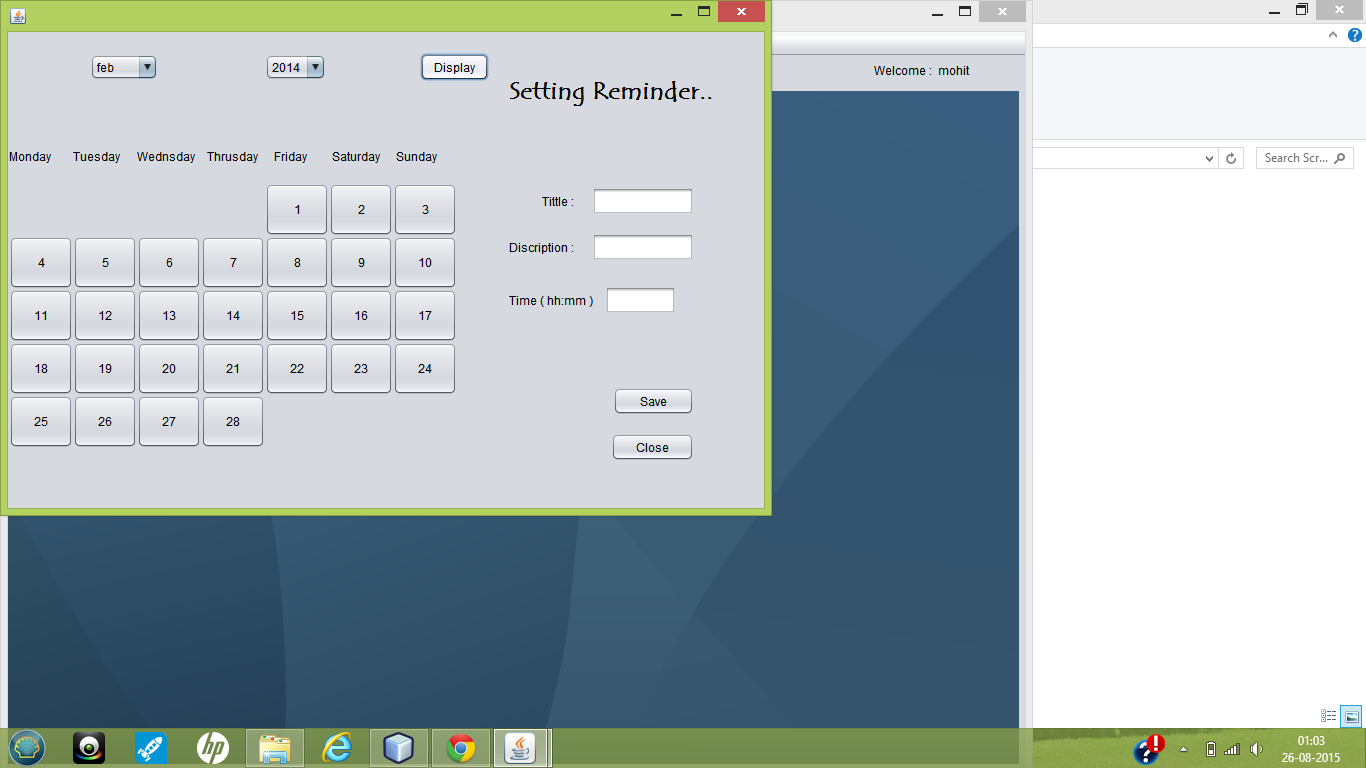 feb 2014 Display
Welcome : mohit
Setting Reminder..
Monday Tuesday Wednsday Thrusday Friday Saturday Sunday
Search Scr...
1 2 3
Tittle :
4 5 6 7 8 9 10
Discription :
11 12 13 14 15 16 17
Time ( hh:mm )
18 19 20 21 22 23 24
25 26 27 28
Save
Close
hp
01:03
26-08-2015